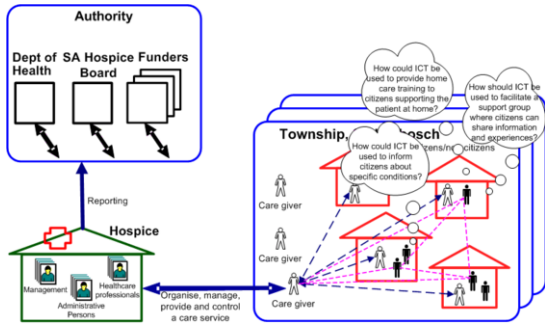 Authority
Dept of
Health
SA Hospice
Board
Funders
Reporting
Hospice
Management
Administrative
Persons
Healthcare
professionals
Organise, manage,
provide and control
a care service
How could ICT be
used to provide home
care training to
citizens supporting the
patient at home?
How should ICT be
used to facilitate a
support group
where citizens can
share information
and experiences?
Township,
bosch
How could ICT be
used to inform
citizens about
specific conditions?
citizens
Care giver
Care giver
Care giver